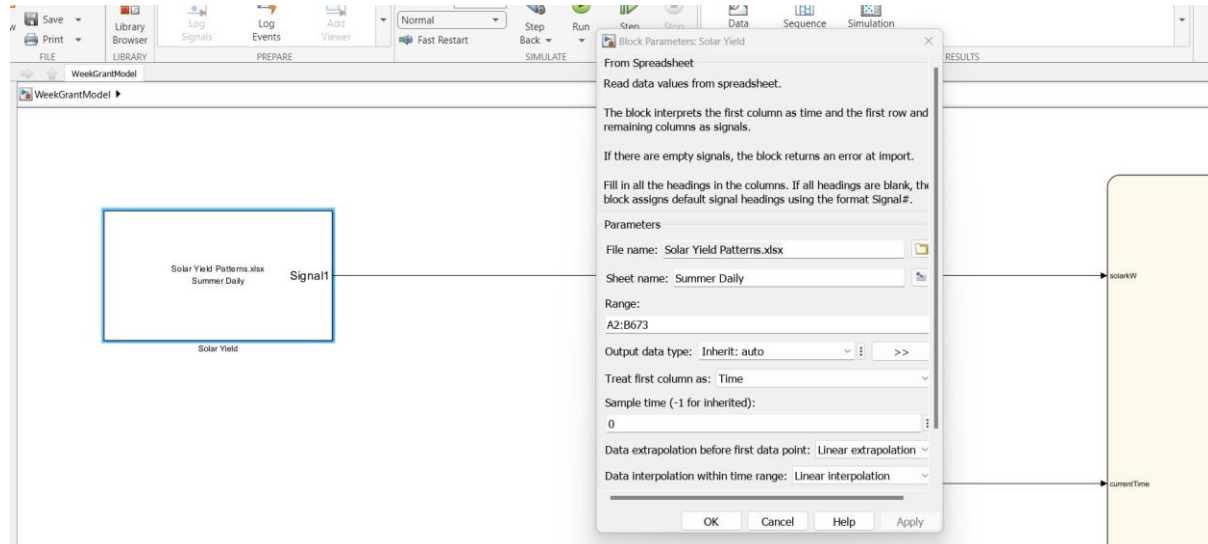 Save
Print
FILE
Library
Browser
LIBRARY
Log
Signals
Log
Events
Add
Viewer
PREPARE
Normal
Fast Restart
Step
Back
Run
Step
Stop
SIMULATE
Data
Sequence
Simulation
RESULTS
WeekGrantModel
WeekGrantModel
Solar Yield Patterns.xlsx
Summer Daily
Signal1
Solar Yield
Block Parameters: Solar Yield
From Spreadsheet
Read data values from spreadsheet.
The block interprets the first column as time and the first row and
remaining columns as signals.
If there are empty signals, the block returns an error at import.
Fill in all the headings in the columns. If all headings are blank, the
block assigns default signal headings using the format Signal#.
Parameters
File name: Solar Yield Patterns.xlsx
Sheet name: Summer Daily
Range:
A2:B673
Output data type: Inherit: auto >>
Treat first column as: Time
Sample time (-1 for inherited):
0
Data extrapolation before first data point: Linear extrapolation
Data interpolation within time range: Linear interpolation
OK Cancel Help Apply
solarkW
currentTime